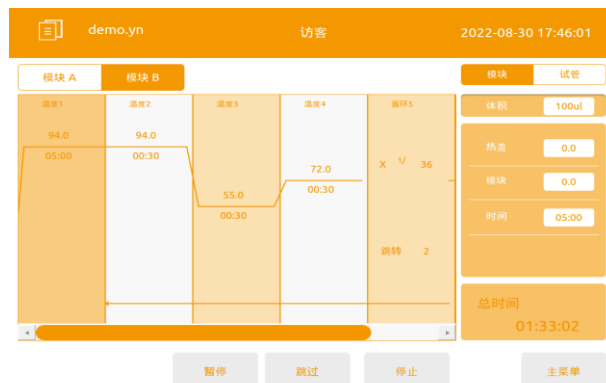 demo.yn 访客 2022-08-30 17:46:01
模块 A 模块 B 模块 试管
温度1 温度2 温度3 温度4 循环5 体积 100ul
94.0 94.0 热盖 0.0
05:00 00:30 X 1/ 36
72.0 模块 0.0
55.0 00:30
00:30 时间 05:00
跳转 2
总时间
01:33:02
暂停 跳过 停止 主菜单